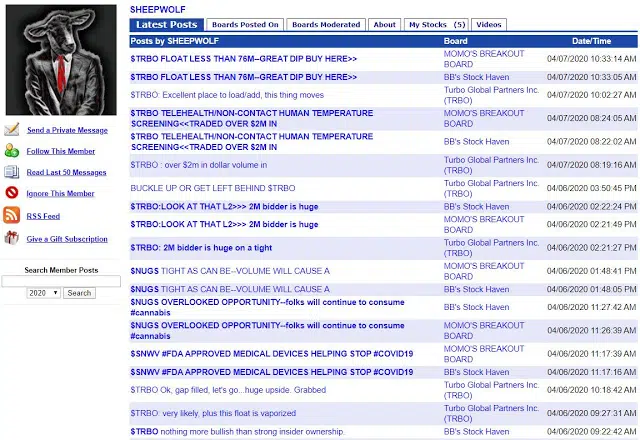 SHEEPWOLF
Latest Posts Boards Posted On Boards Moderated About My Stocks (5) Videos
Posts by SHEEPWOLF Board Date/Time
$TRBO FLOAT LESS THAN 76M--GREAT DIP BUY HERE>> MOMO'S BREAKOUT BOARD 04/07/2020 10:33:14 AM
$TRBO FLOAT LESS THAN 76M--GREAT DIP BUY HERE>> BB's Stock Haven 04/07/2020 10:33:05 AM
$TRBO: Excellent place to load/add, this thing moves Turbo Global Partners Inc. (TRBO) 04/07/2020 10:02:27 AM
$TRBO TELEHEALTH/NON-CONTACT HUMAN TEMPERATURE SCREENING<<TRADED OVER $2M IN MOMO'S BREAKOUT BOARD 04/07/2020 08:24:05 AM
$TRBO TELEHEALTH/NON-CONTACT HUMAN TEMPERATURE SCREENING<<TRADED OVER $2M IN BB's Stock Haven 04/07/2020 08:22:02 AM
$TRBO : over $2m in dollar volume in Turbo Global Partners Inc. (TRBO) 04/07/2020 08:19:16 AM
BUCKLE UP OR GET LEFT BEHIND $TRBO Turbo Global Partners Inc. (TRBO) 04/06/2020 03:50:45 PM
$TRBO:LOOK AT THAT L2>>> 2M bidder is huge BB's Stock Haven 04/06/2020 02:22:24 PM
$TRBO:LOOK AT THAT L2>>> 2M bidder is huge MOMO'S BREAKOUT BOARD 04/06/2020 02:21:49 PM
$TRBO: 2M bidder is huge on a tight Turbo Global Partners Inc. (TRBO) 04/06/2020 02:21:27 PM
$NUGS TIGHT AS CAN BE--VOLUME WILL CAUSE A MOMO'S BREAKOUT BOARD 04/06/2020 01:48:41 PM
$NUGS TIGHT AS CAN BE--VOLUME WILL CAUSE A BB's Stock Haven 04/06/2020 01:48:05 PM
$NUGS OVERLOOKED OPPORTUNITY--folks will continue to consume #cannabis BB's Stock Haven 04/06/2020 11:27:42 AM
$NUGS OVERLOOKED OPPORTUNITY--folks will continue to consume #cannabis MOMO'S BREAKOUT BOARD 04/06/2020 11:26:39 AM
$SNWV #FDA APPROVED MEDICAL DEVICES HELPING STOP #COVID19 MOMO'S BREAKOUT BOARD 04/06/2020 11:17:39 AM
$SNWV #FDA APPROVED MEDICAL DEVICES HELPING STOP #COVID19 BB's Stock Haven 04/06/2020 11:17:16 AM
$TRBO Ok, gap filled, let's go...huge upside. Grabbed Turbo Global Partners Inc. (TRBO) 04/06/2020 10:18:42 AM
$TRBO: very likely, plus this float is vaporized Turbo Global Partners Inc. (TRBO) 04/06/2020 09:27:31 AM
$TRBO nothing more bullish than strong insider ownership. BB's Stock Haven 04/06/2020 09:22:42 AM
Send a Private Message
Follow This Member
Read Last 50 Messages
Ignore This Member
RSS Feed
Give a Gift Subscription
Search Member Posts
2020 Search